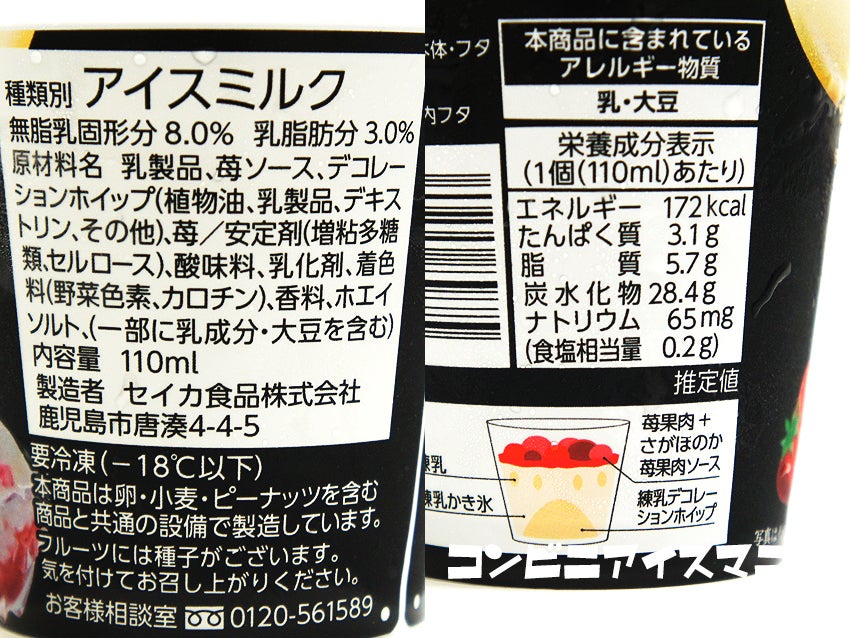 種類別 アイスミルク
無脂乳固形分 8.0% 乳脂肪分 3.0%
原材料名 乳製品、苺ソース、デコレー
ションホイップ(植物油、乳製品、デキス
トリン、その他)、苺／安定剤(増粘多糖
類、セルロース)、酸味料、乳化剤、着色
料(野菜色素、カロチン)、香料、ホエイ
ソルト、(一部に乳成分・大豆を含む)
内容量 110ml
製造者 セイカ食品株式会社
鹿児島市唐湊4-4-5
要冷凍(－18℃以下)
本商品は卵・小麦・ピーナッツを含む
商品と共通の設備で製造しています。
フルーツには種子がございます。
気を付けてお召し上がりください。
お客様相談室 0120-561589
本体・フタ
内フタ
本商品に含まれている
アレルギー物質
乳・大豆
栄養成分表示
(1個(110ml)あたり)
エネルギー 172kcal
たんぱく質 3.1g
脂質 5.7g
炭水化物 28.4g
ナトリウム 65mg
(食塩相当量 0.2g)
推定値
苺果肉＋
さがほのか
苺果肉ソース
練乳
練乳かき氷
練乳デコレー
ションホイップ
写真は
コンビニアイスマー